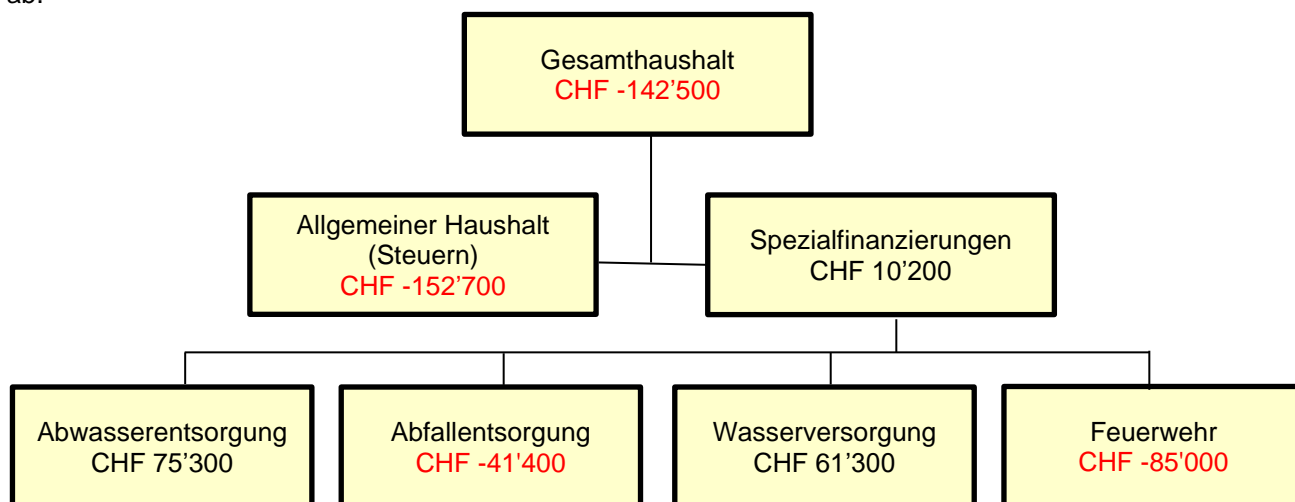 ab.
Gesamthaushalt
CHF -142’500
Allgemeiner Haushalt
(Steuern)
CHF -152’700
Spezialfinanzierungen
CHF 10’200
Abwasserentsorgung
CHF 75’300
Abfallentsorgung
CHF -41'400
Wasserversorgung
CHF 61’300
Feuerwehr
CHF -85'000